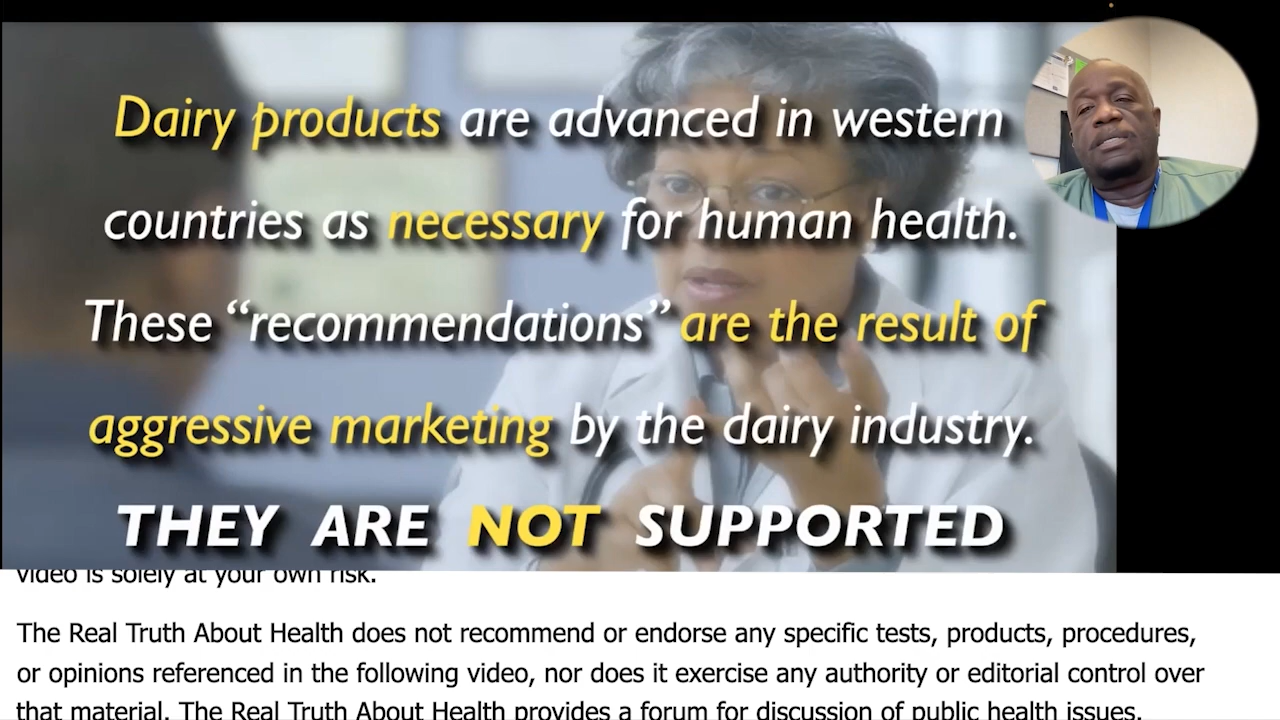 Dairy products are advanced in western
countries as necessary for human health.
These “recommendations” are the result of
aggressive marketing by the dairy industry.
THEY ARE NOT SUPPORTED
video is solely at your own risk.
The Real Truth About Health does not recommend or endorse any specific tests, products, procedures,
or opinions referenced in the following video, nor does it exercise any authority or editorial control over
that material. The Real Truth About Health provides a forum for discussion of public health issues.